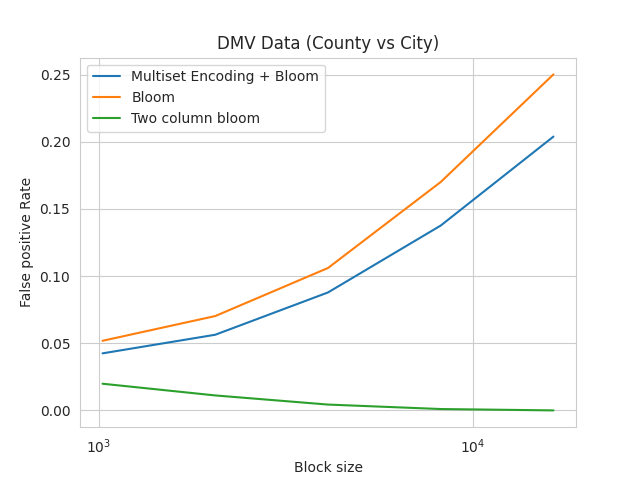 DMV Data (County vs City)
Multiset Encoding + Bloom
Bloom
Two column bloom
0.25
0.20
0.15
0.10
0.05
0.00
False positive Rate
10³
10⁴
Block size